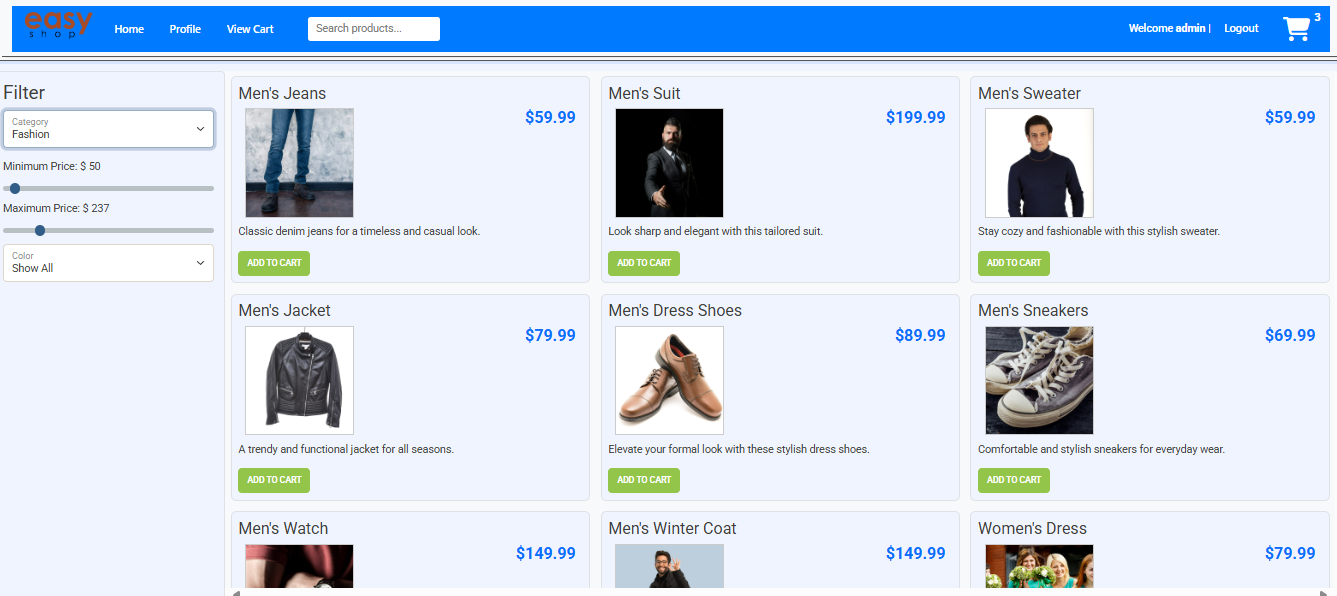 easy
shop
Home
Profile
View Cart
Search products...
Welcome admin |
Logout
3
Filter
Category
Fashion
Minimum Price: $ 50
Maximum Price: $ 237
Color
Show All
Men's Jeans
$59.99
Classic denim jeans for a timeless and casual look.
ADD TO CART
Men's Suit
$199.99
Look sharp and elegant with this tailored suit.
ADD TO CART
Men's Sweater
$59.99
Stay cozy and fashionable with this stylish sweater.
ADD TO CART
Men's Jacket
$79.99
A trendy and functional jacket for all seasons.
ADD TO CART
Men's Dress Shoes
$89.99
Elevate your formal look with these stylish dress shoes.
ADD TO CART
Men's Sneakers
$69.99
Comfortable and stylish sneakers for everyday wear.
ADD TO CART
Men's Watch
$149.99
Men's Winter Coat
$149.99
Women's Dress
$79.99